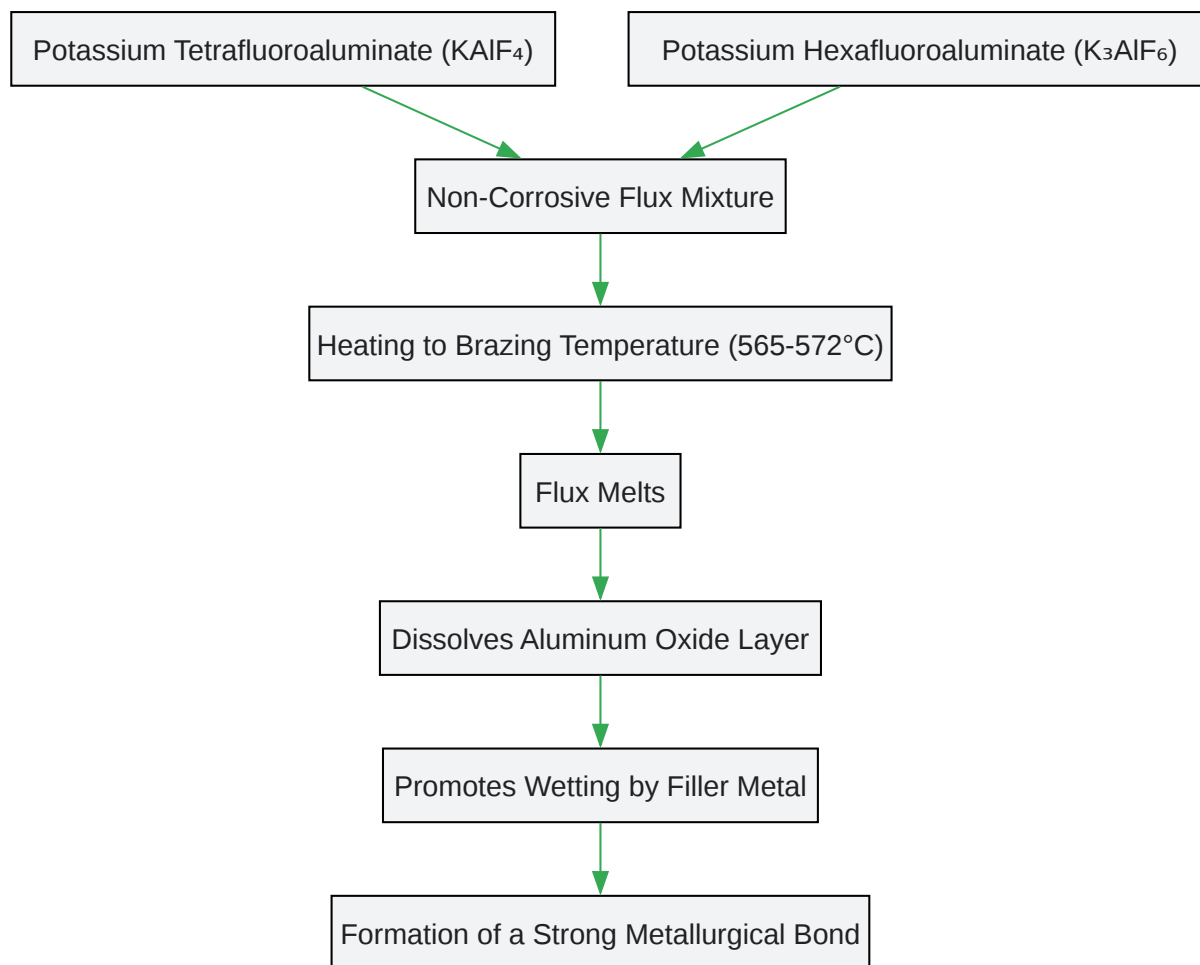 Potassium Tetrafluoroaluminate (KAlF₄)
Potassium Hexafluoroaluminate (K₃AlF₆)
Non-Corrosive Flux Mixture
Heating to Brazing Temperature (565-572°C)
Flux Melts
Dissolves Aluminum Oxide Layer
Promotes Wetting by Filler Metal
Formation of a Strong Metallurgical Bond